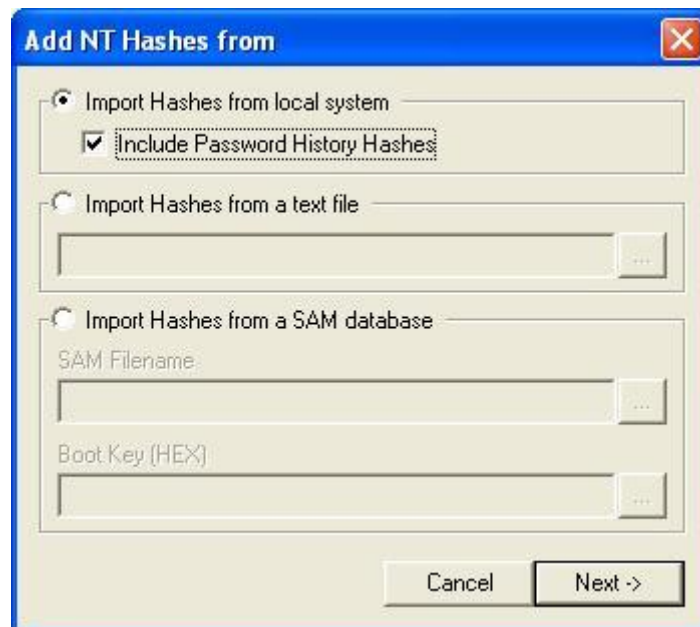 Add NT Hashes from
Import Hashes from local system
Include Password History Hashes
Import Hashes from a text file
...
Import Hashes from a SAM database
SAM Filename
...
Boot Key (HEX)
...
Cancel
Next ->